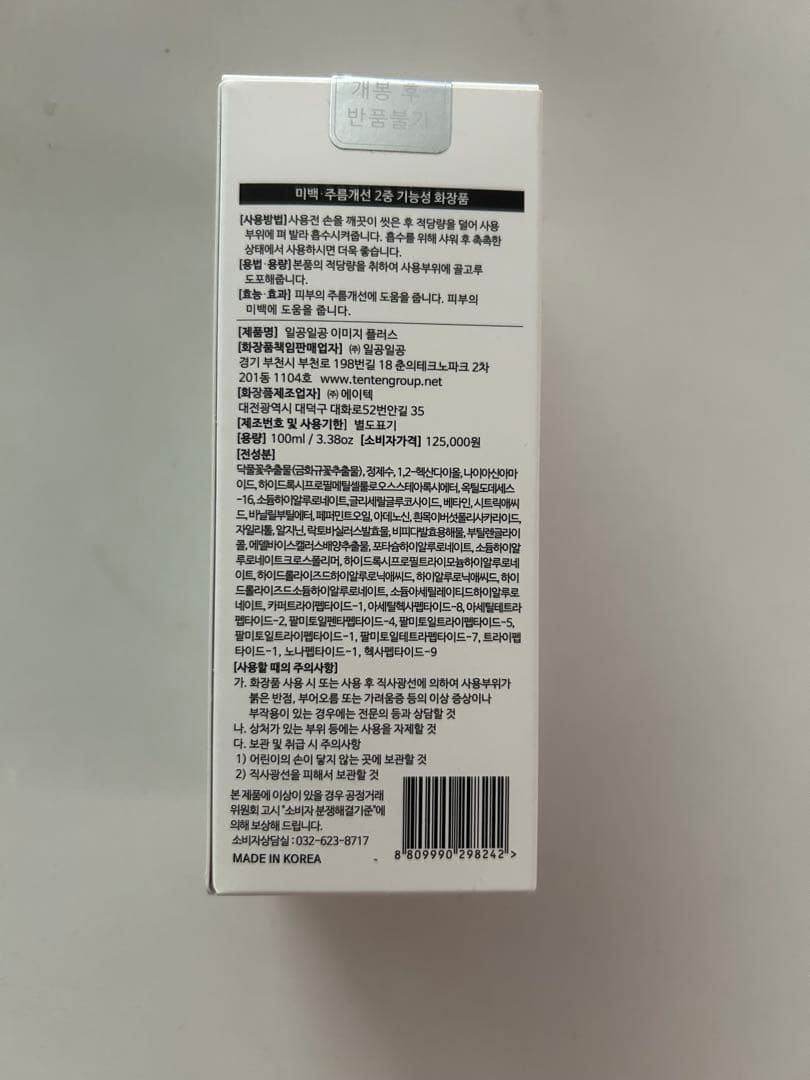 개봉 후
반품불가
미백·주름개선 2중 기능성 화장품
[사용방법] 사용전 손을 깨끗이 씻은 후 적당량을 덜어 사용
부위에 펴 발라 흡수시켜줍니다. 흡수를 위해 샤워 후 촉촉한
상태에서 사용하시면 더욱 좋습니다.
[용법·용량] 본품의 적당량을 취하여 사용부위에 골고루
도포해줍니다.
[효능·효과] 피부의 주름개선에 도움을 줍니다. 피부의
미백에 도움을 줍니다.
[제품명] 일공일공 이미지 플러스
[화장품책임판매업자] ㈜ 일공일공
경기 부천시 부천로 198번길 18 춘의테크노파크 2차
201동 1104호 www.tentengroup.net
[화장품제조업자] ㈜ 에이텍
대전광역시 대덕구 대화로52번안길 35
[제조번호 및 사용기한] 별도표기
[용량] 100ml / 3.38oz [소비자가격] 125,000원
[전성분]
닥풀꽃추출물(금화규꽃추출물), 정제수, 1,2-헥산다이올, 나이아신아마
이드, 하이드록시프로필메틸셀룰로오스스테아록시에터, 옥틸도데세스
-16, 소듐하이알루로네이트, 글리세릴글루코사이드, 베타인, 시트릭애씨
드, 바닐릴부틸에터, 페퍼민트오일, 아데노신, 흰목이버섯폴리사카라이드,
자일리톨, 알지닌, 락토바실러스발효물, 비피다발효용해물, 부틸렌글라이
콜, 에델바이스캘러스배양추출물, 포타슘하이알루로네이트, 소듐하이알
루로네이트크로스폴리머, 하이드록시프로필트라이모늄하이알루로네
이트, 하이드롤라이즈드하이알루로닉애씨드, 하이알루로닉애씨드, 하이
드롤라이즈드소듐하이알루로네이트, 소듐아세틸레이티드하이알루로
네이트, 카퍼트라이펩타이드-1, 아세틸헥사펩타이드-8, 아세틸테트라
펩타이드-2, 팔미토일펜타펩타이드-4, 팔미토일트라이펩타이드-5,
팔미토일트라이펩타이드-1, 팔미토일테트라펩타이드-7, 트라이펩
타이드-1, 노나펩타이드-1, 헥사펩타이드-9
[사용할 때의 주의사항]
가. 화장품 사용 시 또는 사용 후 직사광선에 의하여 사용부위가
붉은 반점, 부어오름 또는 가려움증 등의 이상 증상이나
부작용이 있는 경우에는 전문의 등과 상담할 것
나. 상처가 있는 부위 등에는 사용을 자제할 것
다. 보관 및 취급 시 주의사항
1) 어린이의 손이 닿지 않는 곳에 보관할 것
2) 직사광선을 피해서 보관할 것
본 제품에 이상이 있을 경우 공정거래
위원회 고시 "소비자 분쟁해결기준"에
의해 보상해 드립니다.
소비자상담실 : 032-623-8717
MADE IN KOREA
8 809990 298242 >